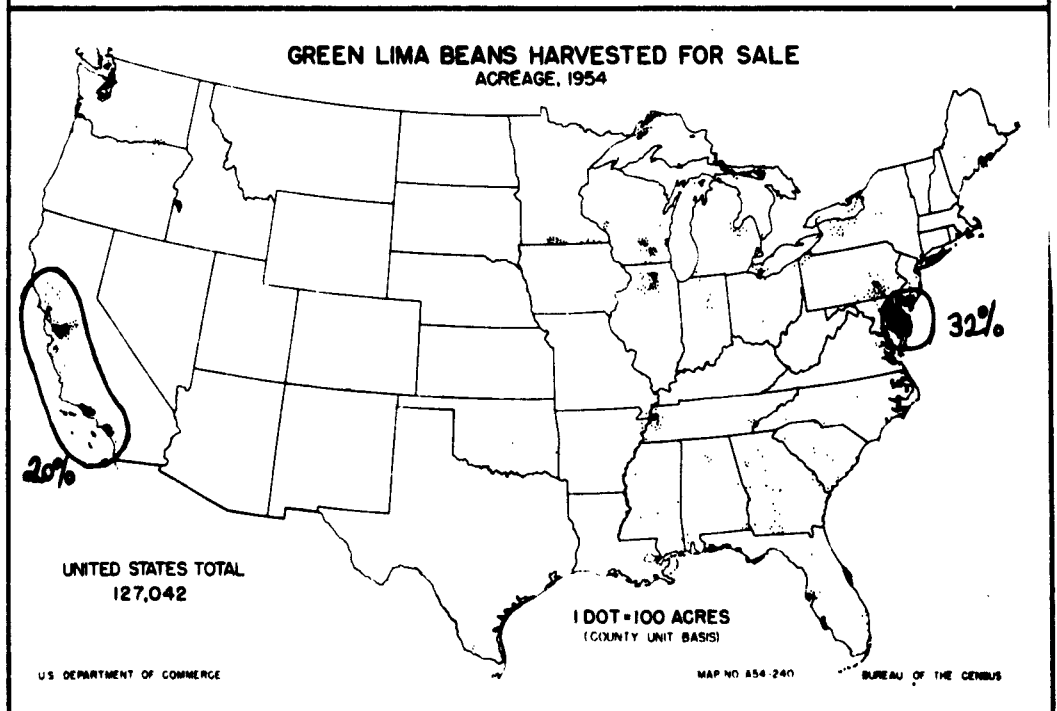 GREEN LIMA BEANS HARVESTED FOR SALE
ACREAGE, 1954
32%
20%
UNITED STATES TOTAL
127,042
1 DOT = 100 ACRES
(COUNTY UNIT BASIS)
U S DEPARTMENT OF COMMERCE
MAP NO A54-240
BUREAU OF THE CENSUS